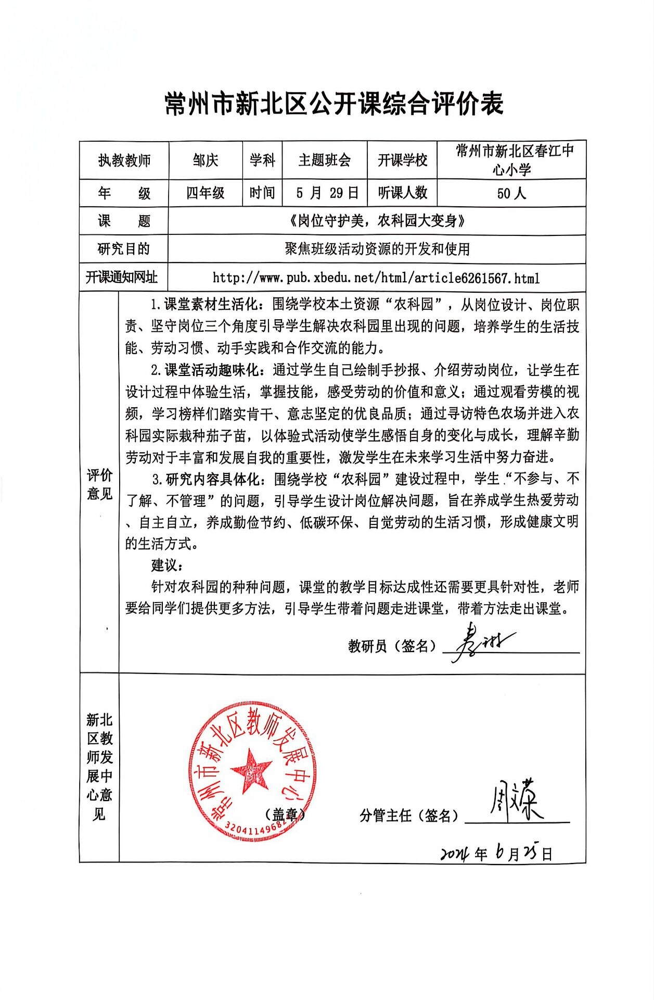 常州市新北区公开课综合评价表
执教教师 邹庆 学科 主题班会 开课学校 常州市新北区春江中
心小学
年 级 四年级 时间 5 月 29日 听课人数 50人
课 题 《岗位守护美，农科园大变身》
研究目的 聚焦班级活动资源的开发和使用
开课通知网址 http://www.pub.xbedu.net/html/article6261567.html
评价
意见
1.课堂素材生活化：围绕学校本土资源“农科园”，从岗位设计、岗位职
责、坚守岗位三个角度引导学生解决农科园里出现的问题，培养学生的生活技
能、劳动习惯、动手实践和合作交流的能力。
2.课堂活动趣味化：通过学生自己绘制手抄报、介绍劳动岗位，让学生在
设计过程中体验生活，掌握技能，感受劳动的价值和意义；通过观看劳模的视
频，学习榜样们踏实肯干、意志坚定的优良品质；通过寻访特色农场并进入农
科园实际栽种茄子苗，以体验式活动使学生感悟自身的变化与成长，理解辛勤
劳动对于丰富和发展自我的重要性，激发学生在未来学习生活中努力奋进。
3.研究内容具体化：围绕学校“农科园”建设过程中，学生“不参与、不
了解、不管理”的问题，引导学生设计岗位解决问题，旨在养成学生热爱劳动
、自主自立，养成勤俭节约、低碳环保、自觉劳动的生活习惯，形成健康文明
的生活方式。
建议：
针对农科园的种种问题，课堂的教学目标达成性还需要更具针对性，老师
要给同学们提供更多方法，引导学生带着问题走进课堂，带着方法走出课堂。
教研员（签名）
新北
区教
师发
展中
心意
见
常州市新北区教师发展中心
（盖章）
分管主任（签名） 周文荣
2024 年 6 月 25 日